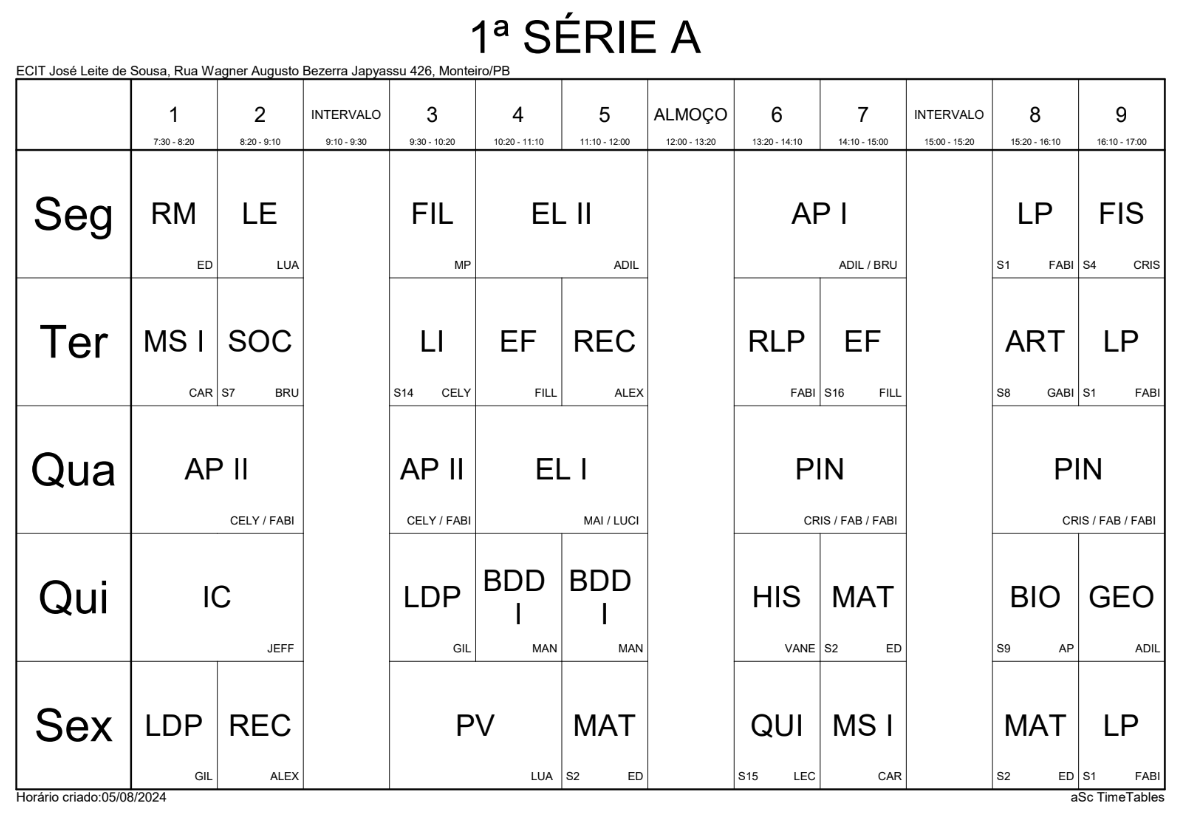 1ª SÉRIE A
ECIT José Leite de Sousa, Rua Wagner Augusto Bezerra Japyassu 426, Monteiro/PB
1 2 INTERVALO 3 4 5 ALMOÇO 6 7 INTERVALO 8 9
7:30 - 8:20 8:20 - 9:10 9:10 - 9:30 9:30 - 10:20 10:20 - 11:10 11:10 - 12:00 12:00 - 13:20 13:20 - 14:10 14:10 - 15:00 15:00 - 15:20 15:20 - 16:10 16:10 - 17:00
Seg RM LE FIL EL II AP I LP FIS
ED LUA MP ADIL ADIL / BRU S1 FABI S4 CRIS
Ter MS I SOC LI EF REC RLP EF ART LP
CAR S7 BRU S14 CELY FILL ALEX FABI S16 FILL S8 GABI S1 FABI
Qua AP II AP II EL I PIN PIN
CELY / FABI CELY / FABI MAI / LUCI CRIS / FAB / FABI CRIS / FAB / FABI
Qui IC LDP BDD I BDD I HIS MAT BIO GEO
JEFF GIL MAN MAN VANE S2 ED S9 AP ADIL
Sex LDP REC PV MAT QUI MS I MAT LP
GIL ALEX LUA S2 ED S15 LEC CAR S2 ED S1 FABI
Horário criado:05/08/2024 aSc TimeTables